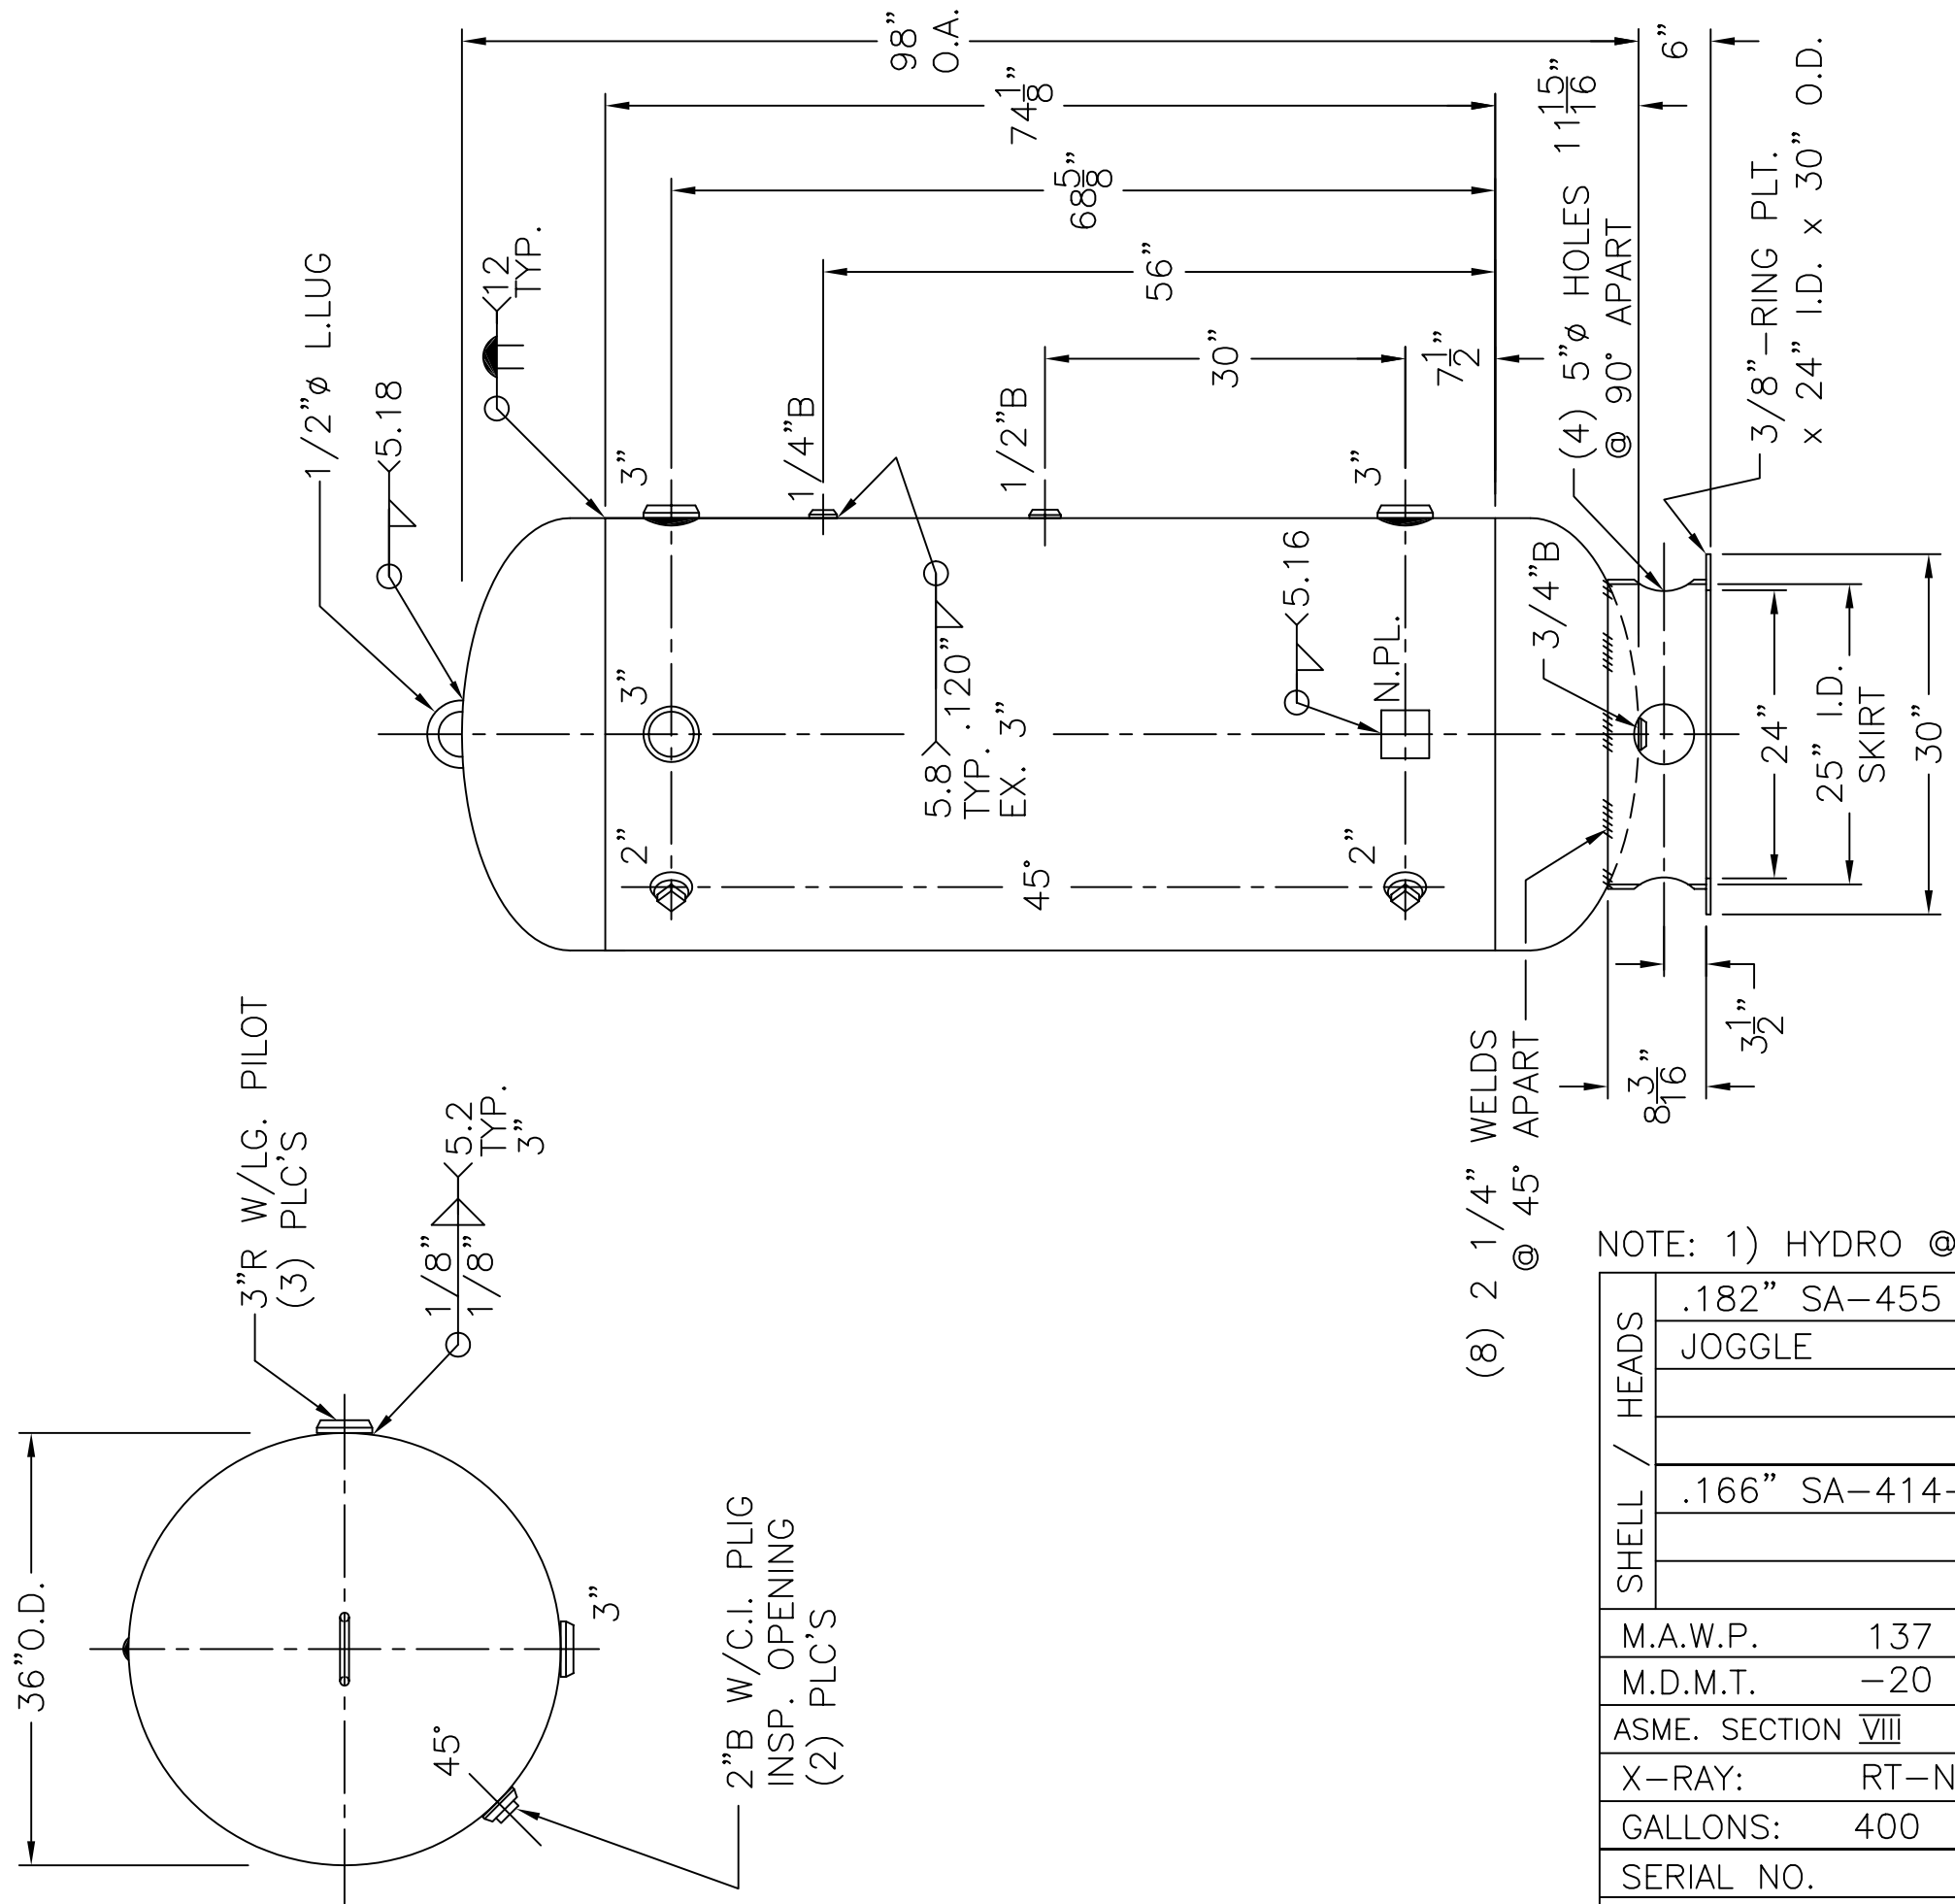 98"
O.A.
74 1/8"
68 5/8"
56"
30"
7 1/2"
11 15/16"
6"
1/2"ø L.LUG
5.18
12
TYP.
3"
1/4"B
1/2"B
3"
3"
5.8 .120"
TYP.
EX. 3"
5.16
N.PL.
2"
2"
45°
3/4"B
(4) 5"ø HOLES
@ 90° APART
3/8"-RING PLT.
x 24" I.D. x 30" O.D.
24"
25" I.D.
SKIRT
30"
3 1/2"
8 3/16"
(8) 2 1/4" WELDS
@ 45° APART
36"O.D.
3"R W/LG. PILOT
(3) PLC'S
1/8"
1/8"
5.2
TYP.
3"
3"
45°
2"B W/C.I. PLIG
INSP. OPENING
(2) PLC'S
NOTE: 1) HYDRO @
SHELL / HEADS
.182" SA-455
JOGGLE
.166" SA-414-
M.A.W.P. 137
M.D.M.T. -20
ASME. SECTION VIII
X-RAY: RT-N
GALLONS: 400
SERIAL NO.